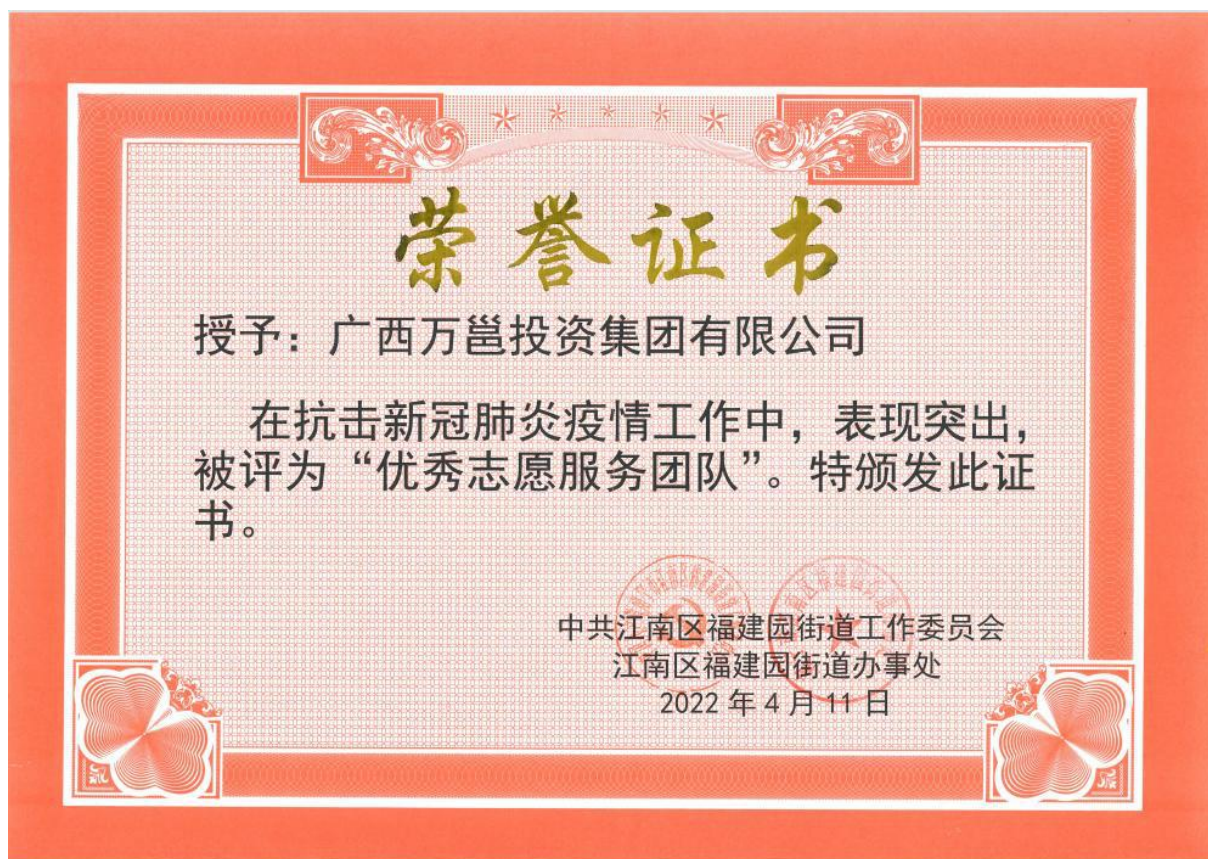 荣誉证书
授予：广西万邕投资集团有限公司
在抗击新冠肺炎疫情工作中，表现突出，
被评为“优秀志愿服务团队”。特颁发此证
书。
中共江南区福建园街道工作委员会
江南区福建园街道办事处
2022年4月11日